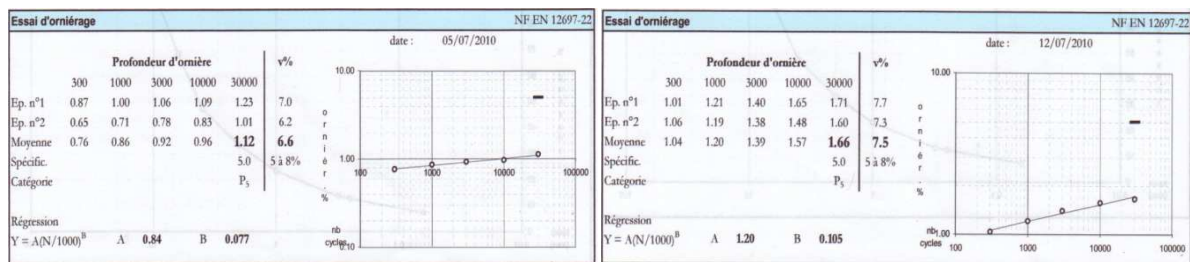 Essai d'orniérage NF EN 12697-22
date : 05/07/2010
Profondeur d'ornière v%
300 1000 3000 10000 30000
Ep. n°1 0.87 1.00 1.06 1.09 1.23 7.0
Ep. n°2 0.65 0.71 0.78 0.83 1.01 6.2
Moyenne 0.76 0.86 0.92 0.96 1.12 6.6
Spécific. 5.0 5 à 8%
Catégorie P5
Régression
Y = A(N/1000)B A 0.84 B 0.077
ornièr.%
10.00
1.00
0.10
100 1000 10000 100000
nb cycles
Essai d'orniérage NF EN 12697-22
date : 12/07/2010
Profondeur d'ornière v%
300 1000 3000 10000 30000
Ep. n°1 1.01 1.21 1.40 1.65 1.71 7.7
Ep. n°2 1.06 1.19 1.38 1.48 1.60 7.3
Moyenne 1.04 1.20 1.39 1.57 1.66 7.5
Spécific. 5.0 5 à 8%
Catégorie P5
Régression
Y = A(N/1000)B A 1.20 B 0.105
ornièr.%
10.00
1.00
100 1000 10000 100000
nb cycles